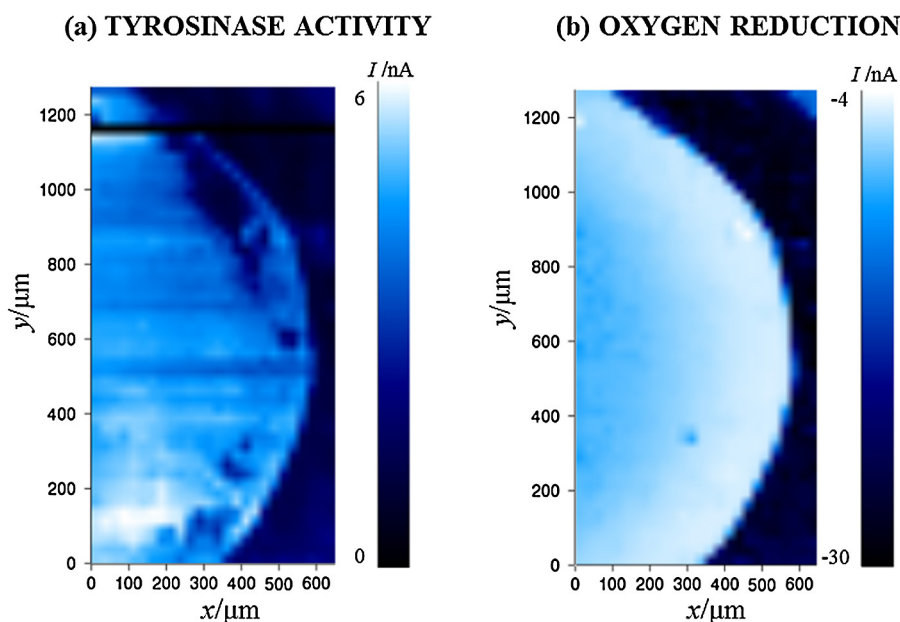 (a) TYROSINASE ACTIVITY
(b) OXYGEN REDUCTION
I /nA
6
0
1200
1000
800
600
400
200
0
y/µm
0 100 200 300 400 500 600
x/µm
I /nA
-4
-30
1200
1000
800
600
400
200
0
y/µm
0 100 200 300 400 500 600
x/µm